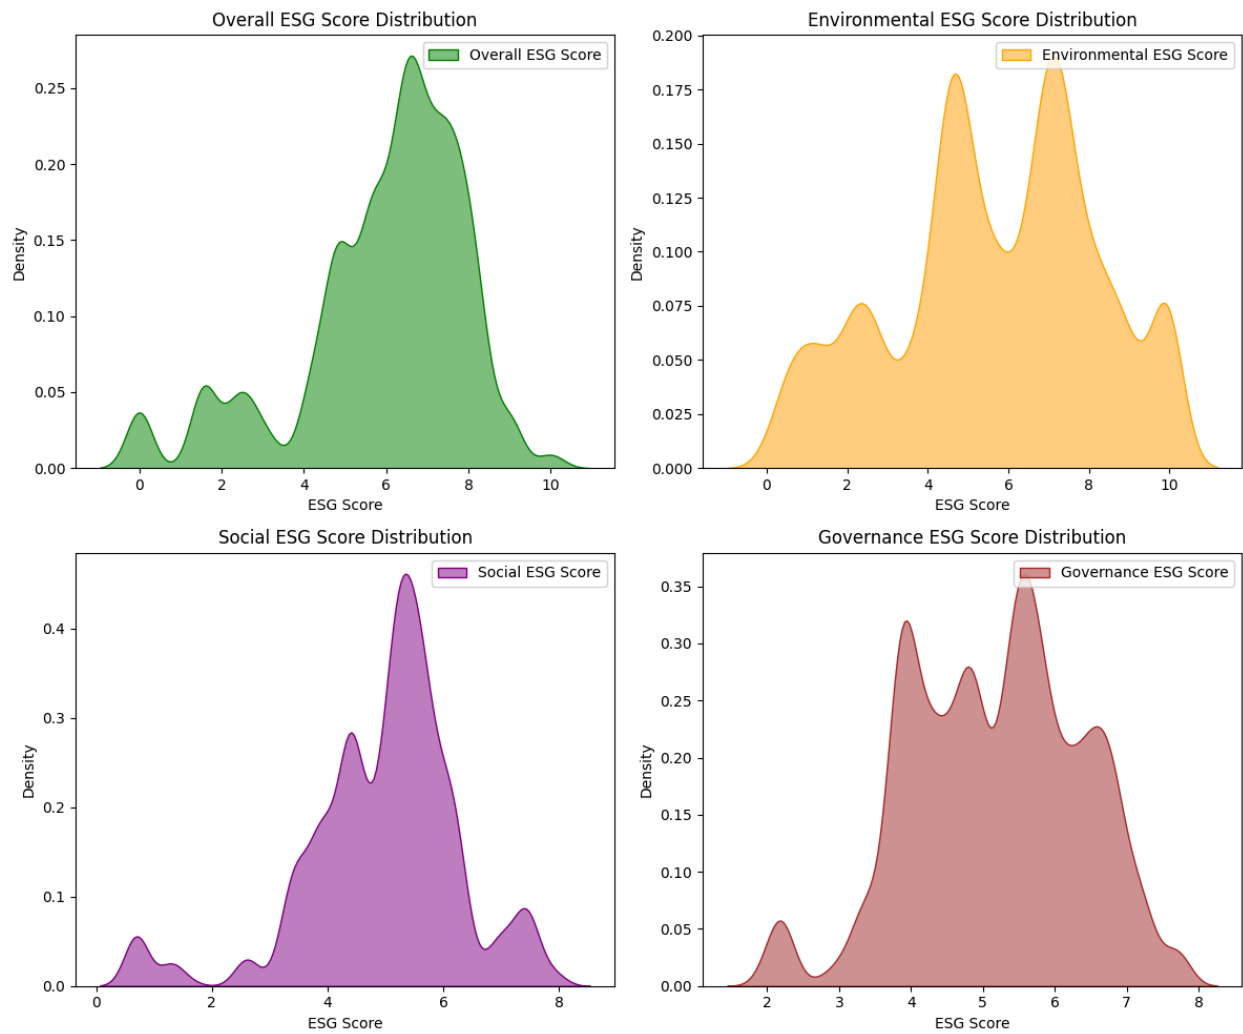 Overall ESG Score Distribution
Overall ESG Score
0.25
0.20
0.15
0.10
0.05
0.00
Density
0 2 4 6 8 10
ESG Score
Environmental ESG Score Distribution
Environmental ESG Score
0.200
0.175
0.150
0.125
0.100
0.075
0.050
0.025
0.000
Density
0 2 4 6 8 10
ESG Score
Social ESG Score Distribution
Social ESG Score
0.4
0.3
0.2
0.1
0.0
Density
0 2 4 6 8
ESG Score
Governance ESG Score Distribution
Governance ESG Score
0.35
0.30
0.25
0.20
0.15
0.10
0.05
0.00
Density
2 3 4 5 6 7 8
ESG Score